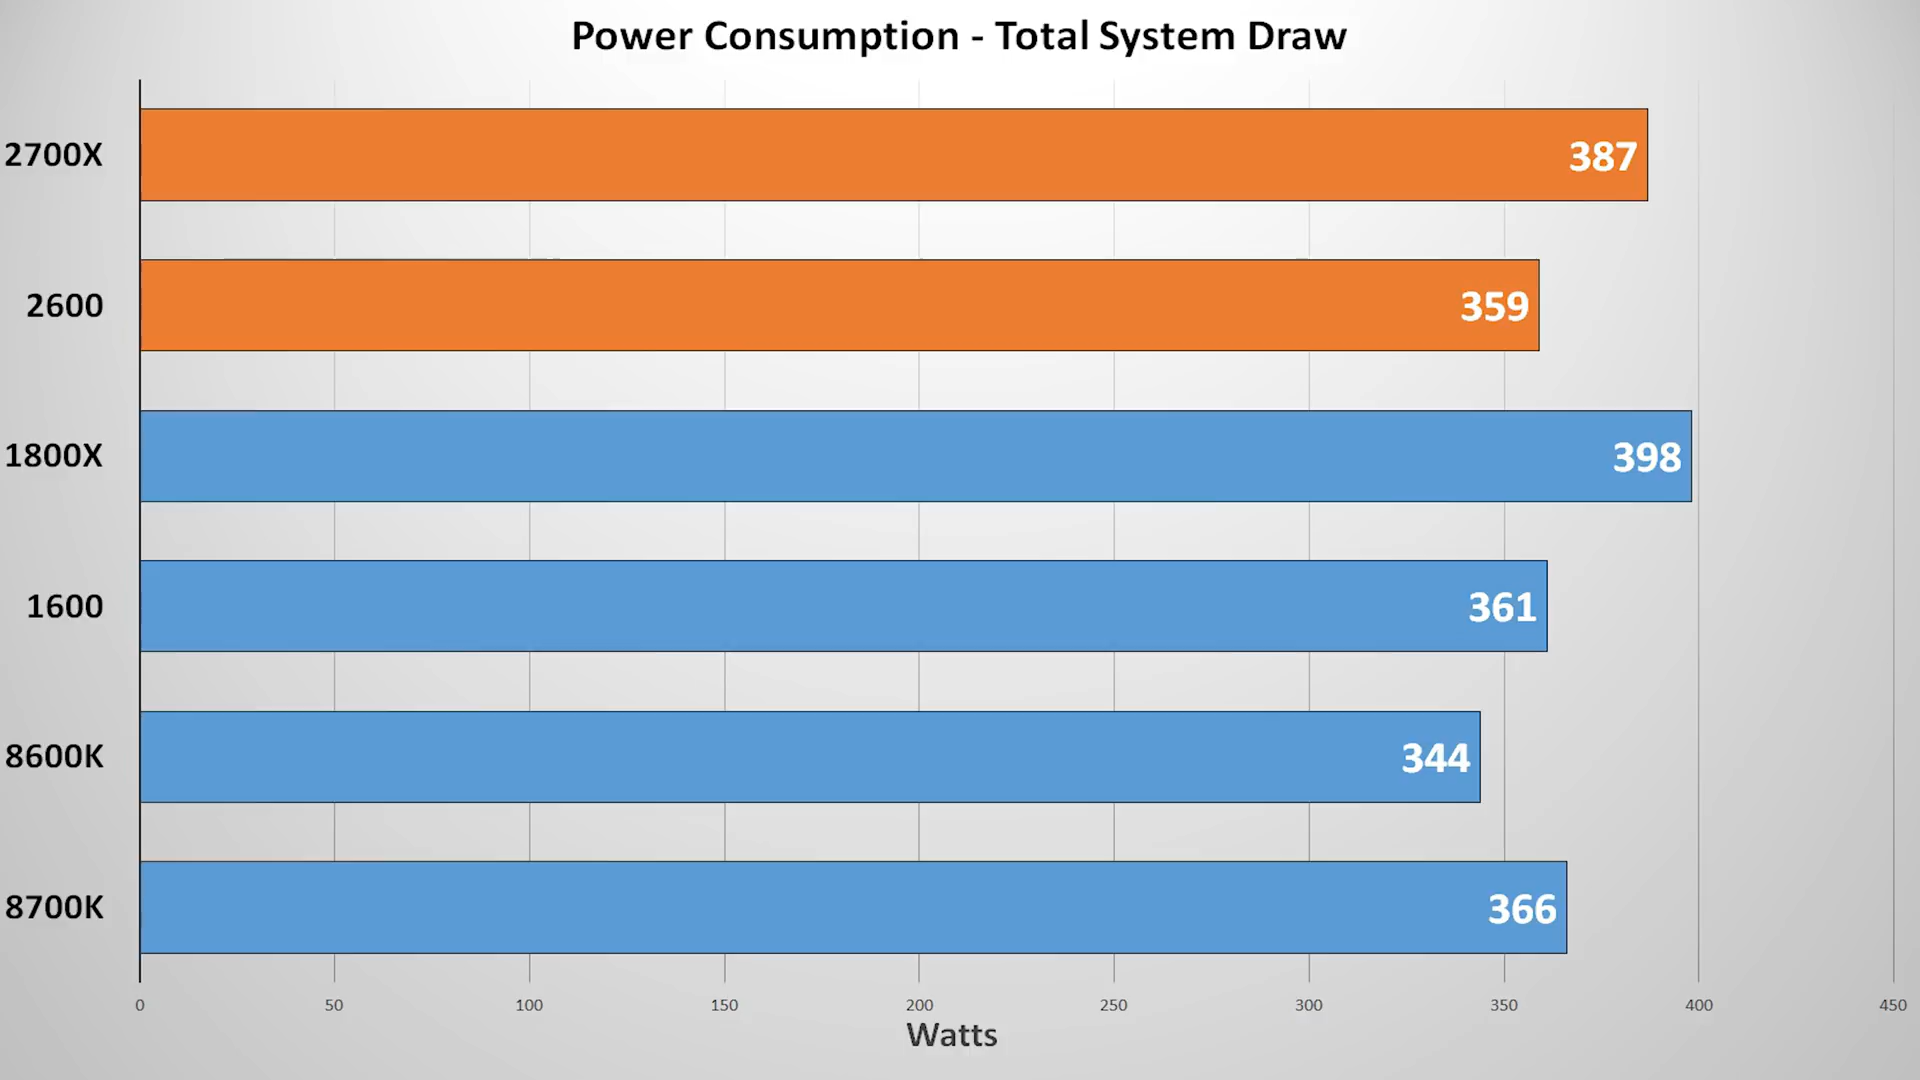 Power Consumption - Total System Draw
2700X
387
2600
359
1800X
398
1600
361
8600K
344
8700K
366
0 50 100 150 200 250 300 350 400 450
Watts